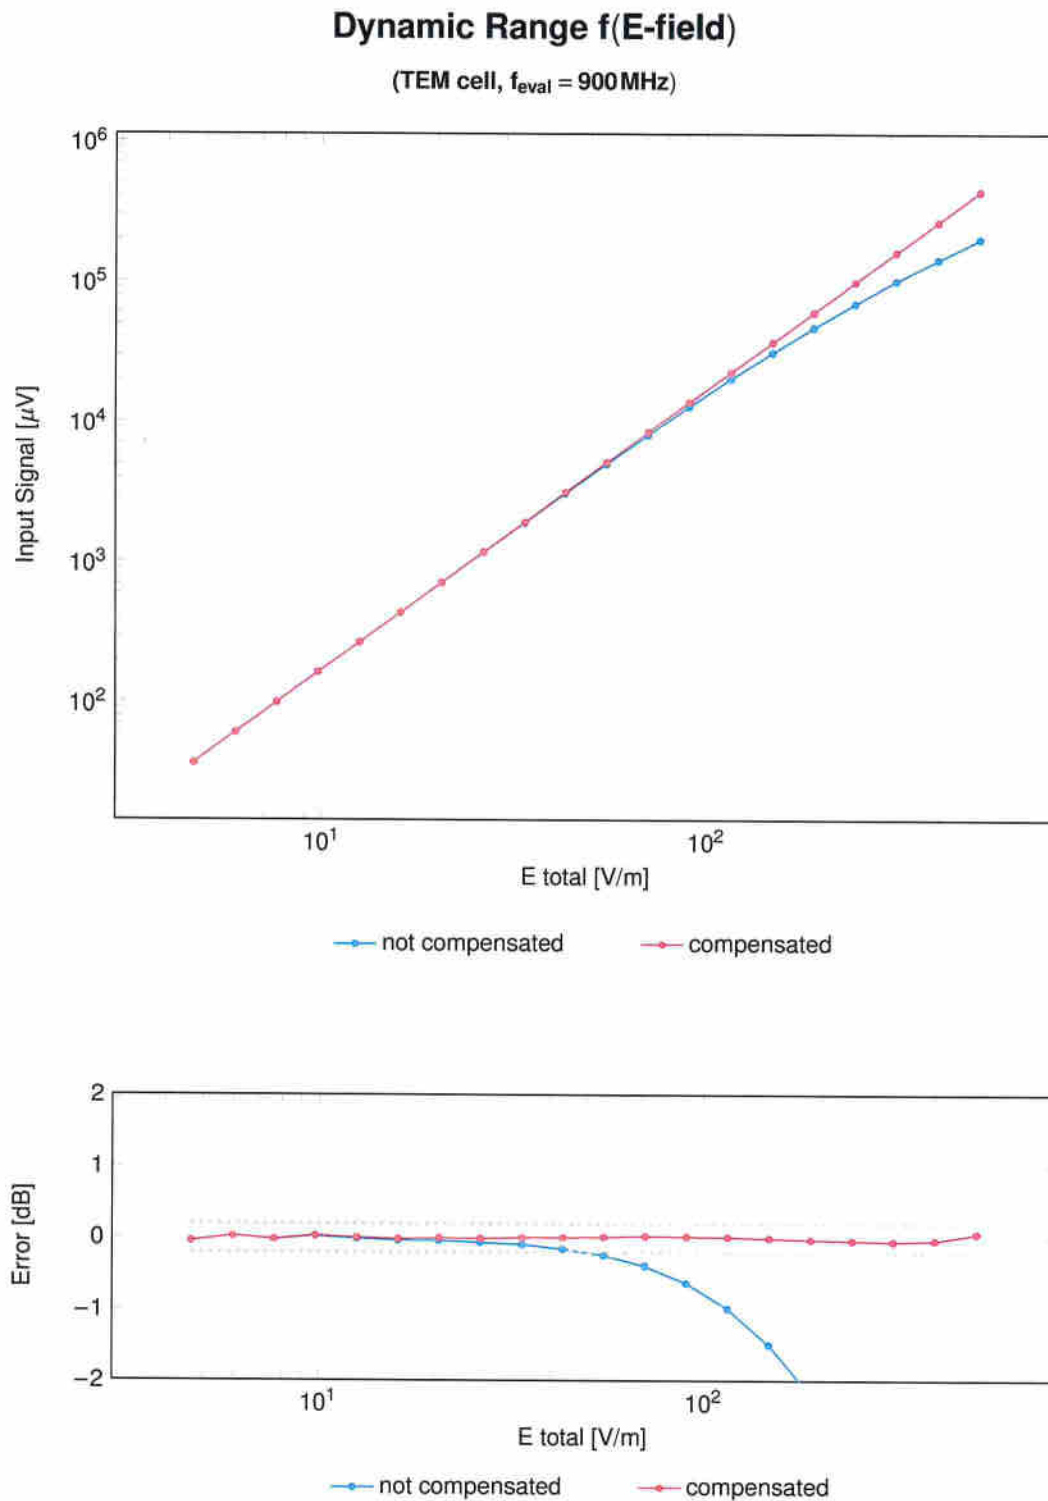 Dynamic Range f(E-field)
(TEM cell, f_eval = 900 MHz)
10^6
10^5
10^4
10^3
10^2
Input Signal [µV]
10^1 10^2
E total [V/m]
not compensated compensated
2
1
0
−1
−2
Error [dB]
10^1 10^2
E total [V/m]
not compensated compensated